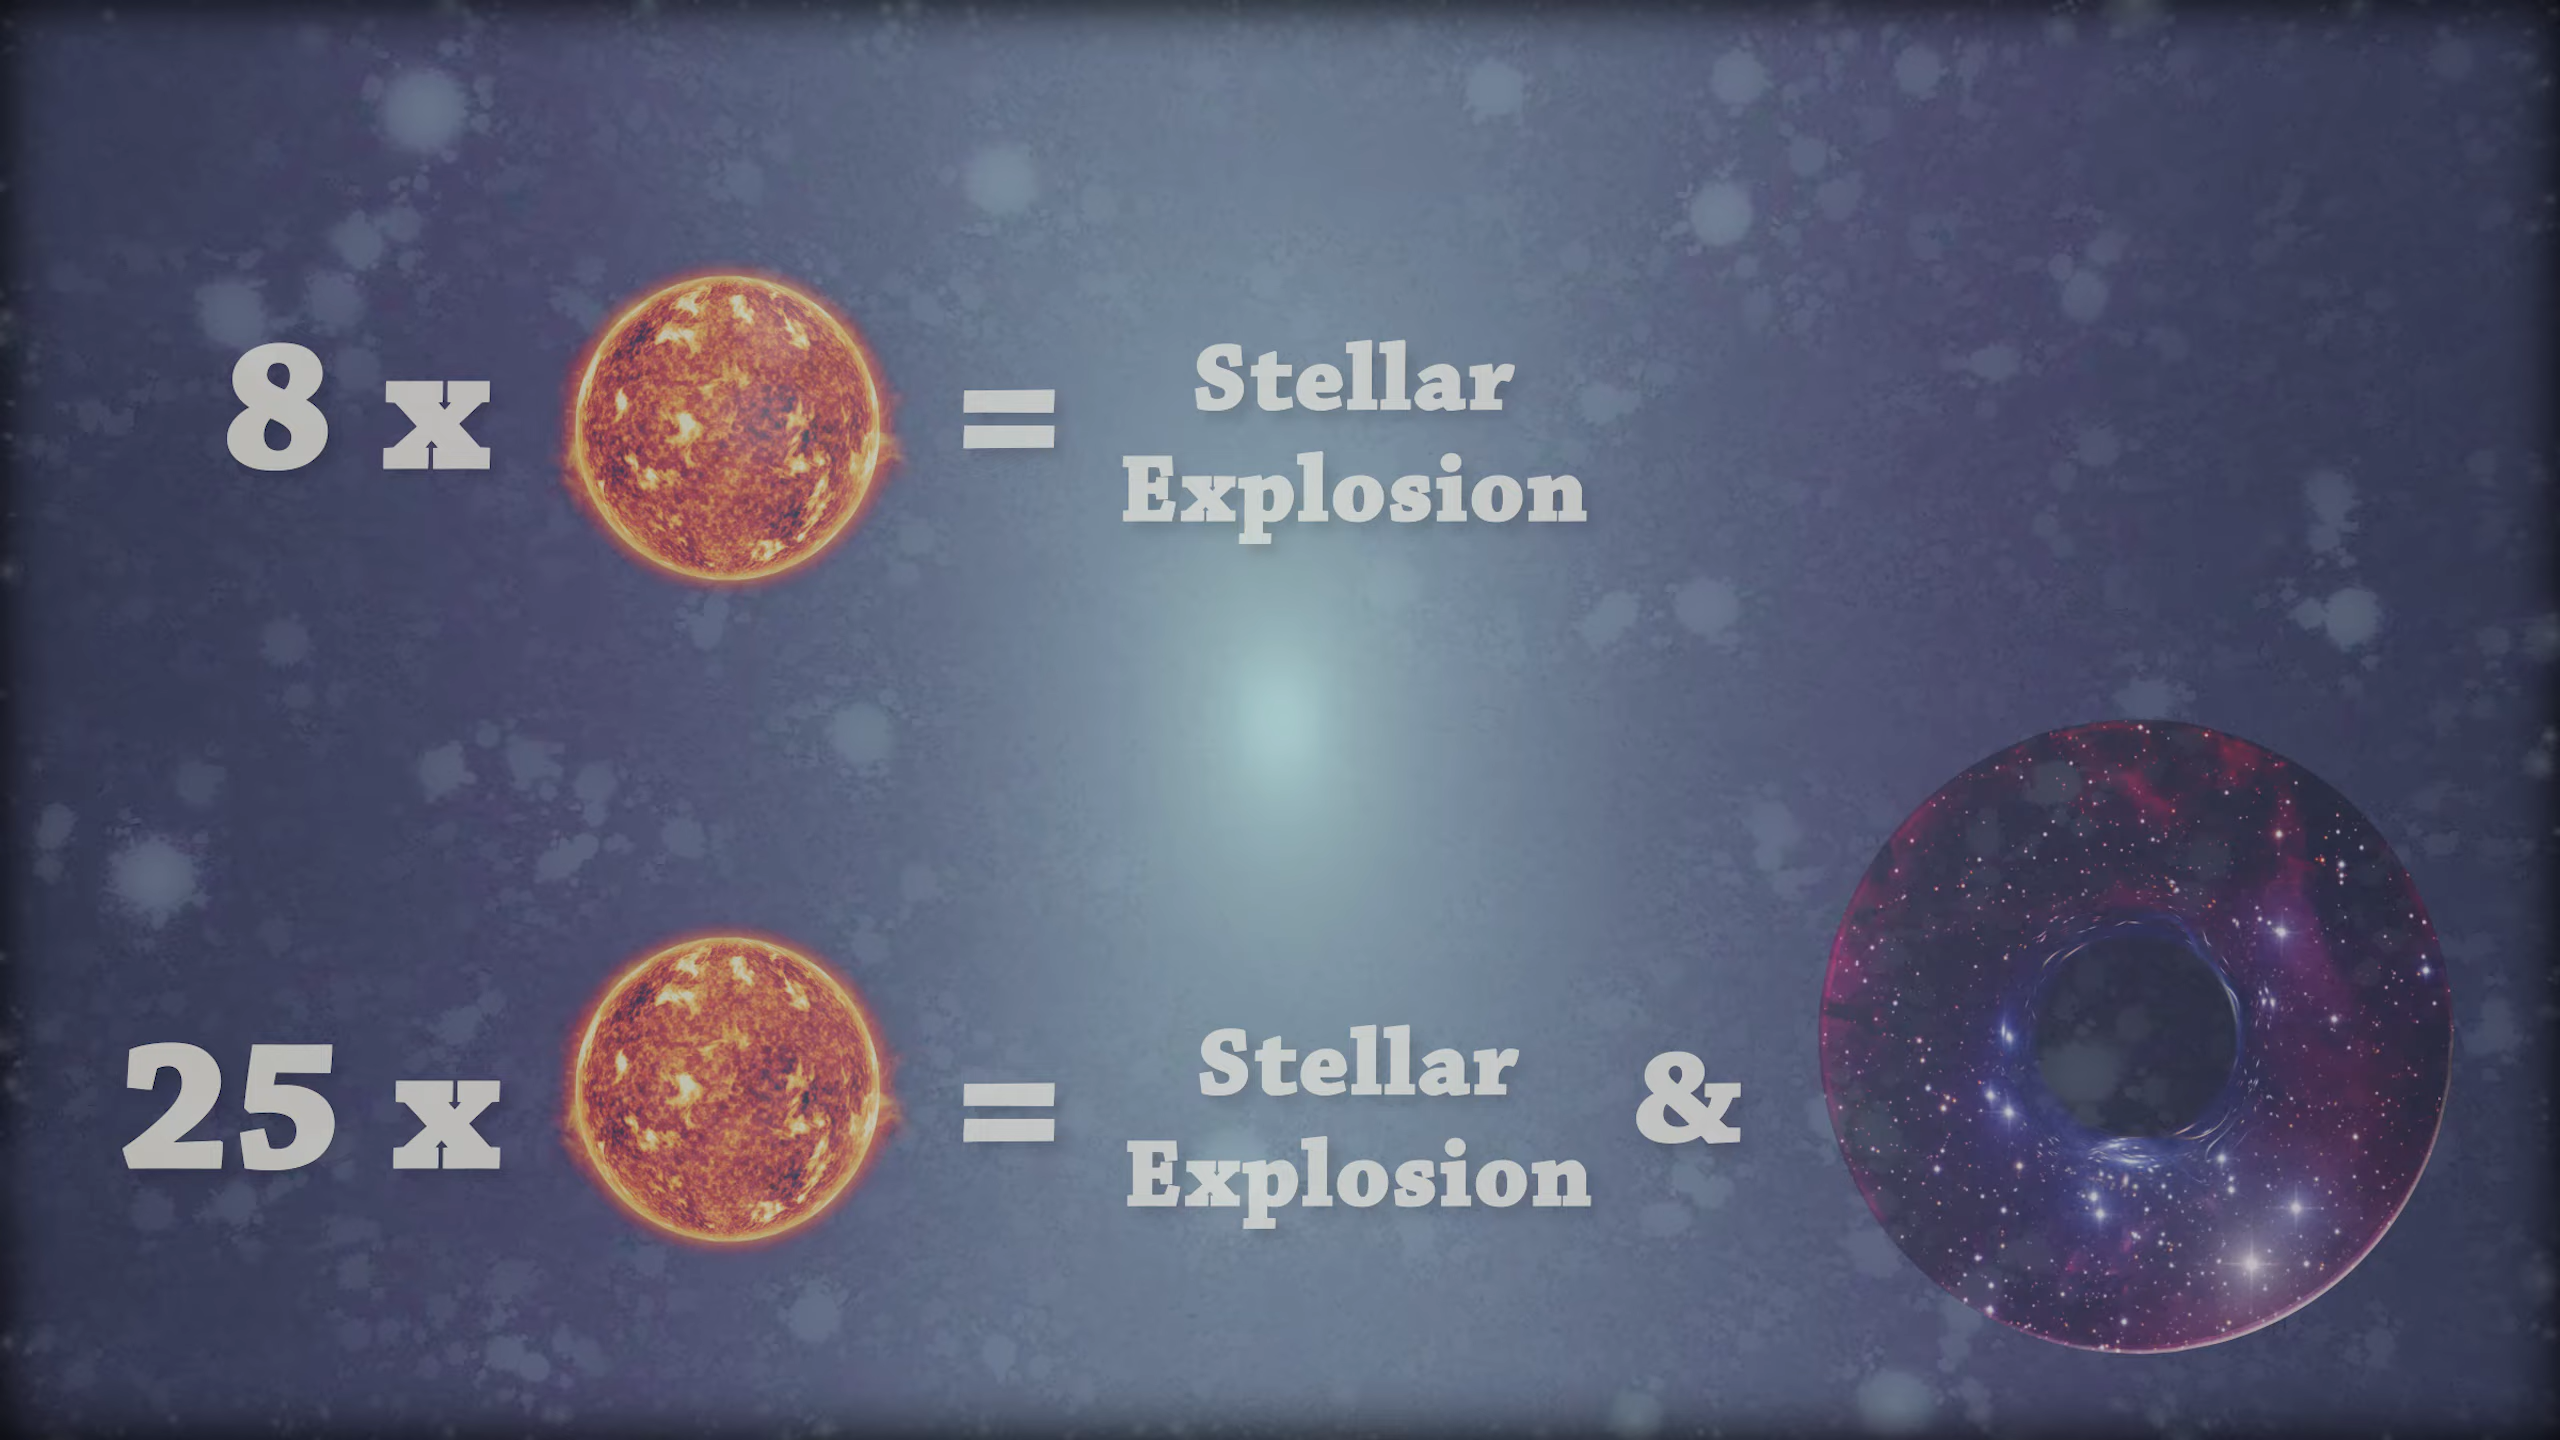 8 x = Stellar
Explosion
25 x = Stellar
Explosion &